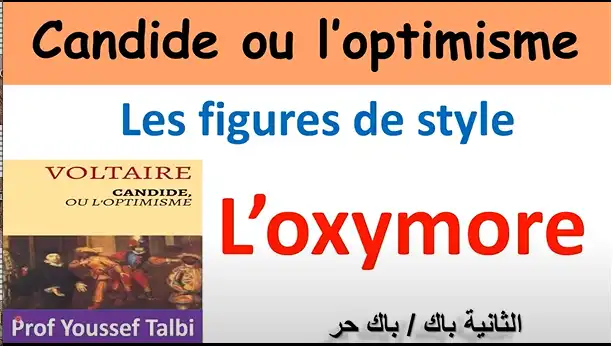 Candide ou l'optimisme
Les figures de style
VOLTAIRE
CANDIDE,
OU L'OPTIMISME
L'oxymore
Prof Youssef Talbi
الثانية باك / باك حر